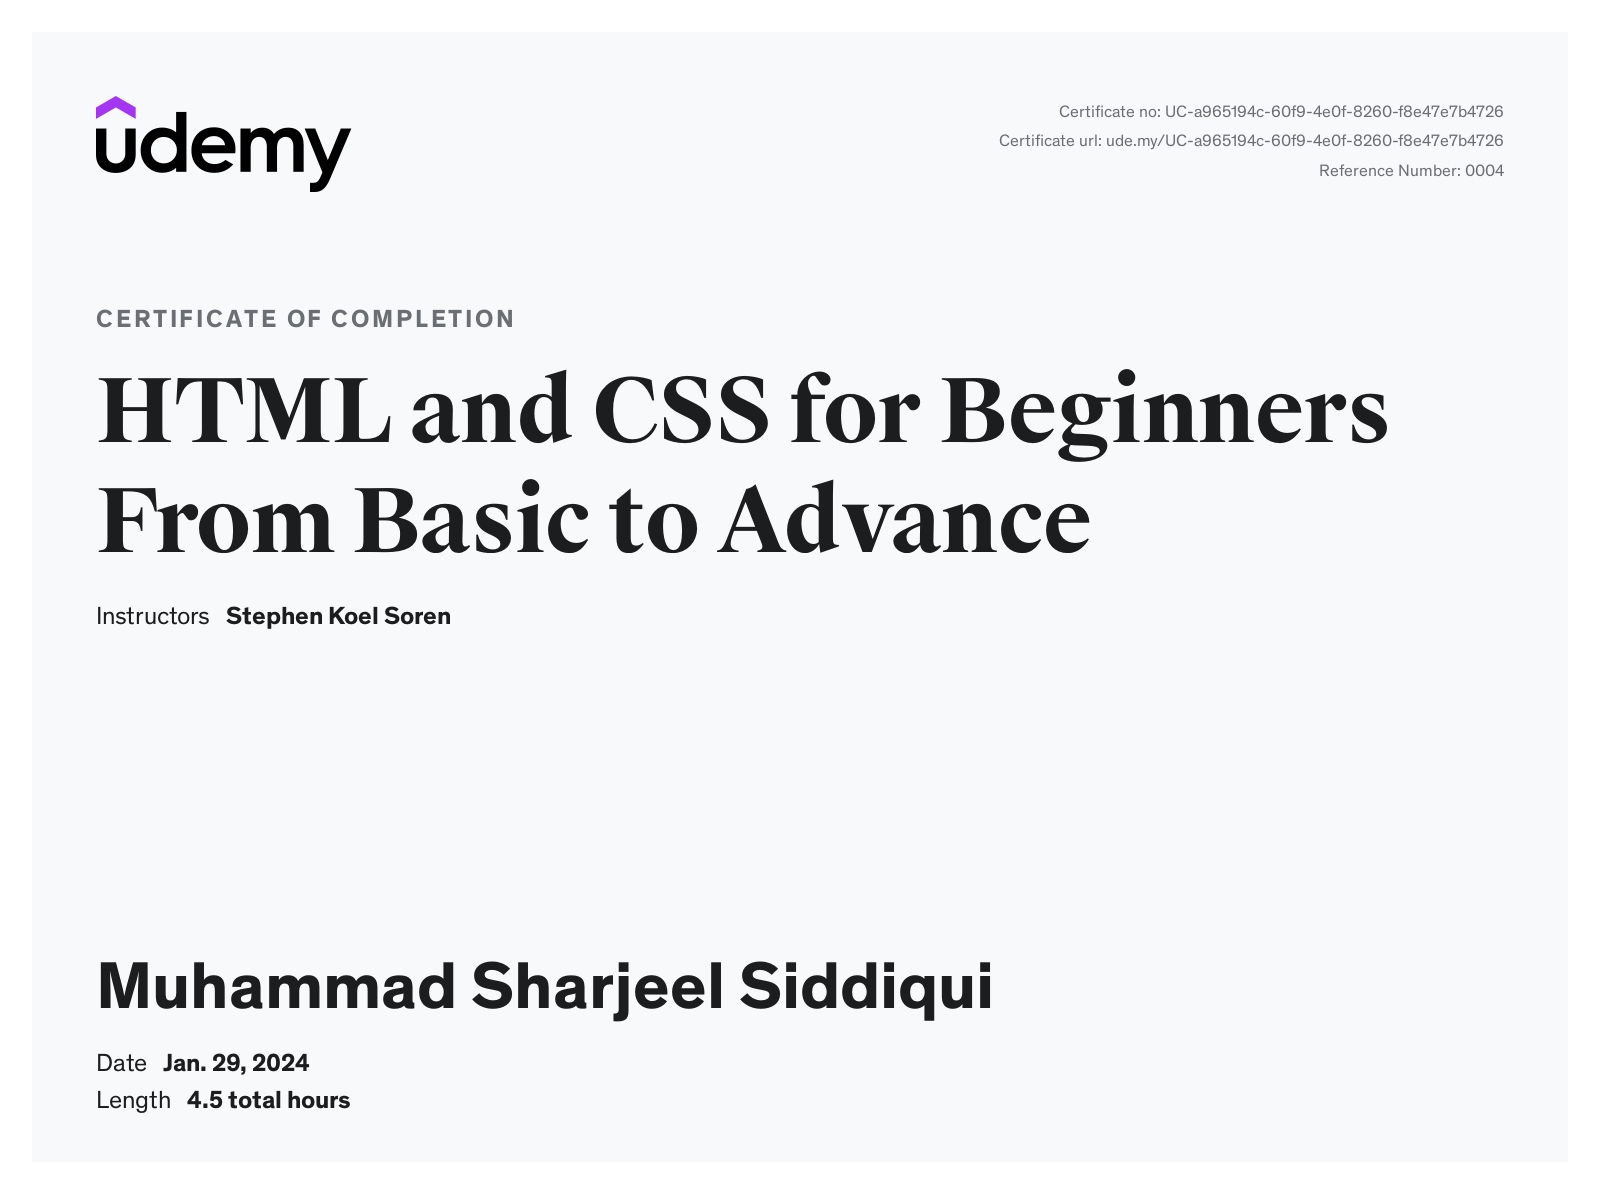 udemy
Certificate no: UC-a965194c-60f9-4e0f-8260-f8e47e7b4726
Certificate url: ude.my/UC-a965194c-60f9-4e0f-8260-f8e47e7b4726
Reference Number: 0004
CERTIFICATE OF COMPLETION
HTML and CSS for Beginners
From Basic to Advance
Instructors Stephen Koel Soren
Muhammad Sharjeel Siddiqui
Date Jan. 29, 2024
Length 4.5 total hours